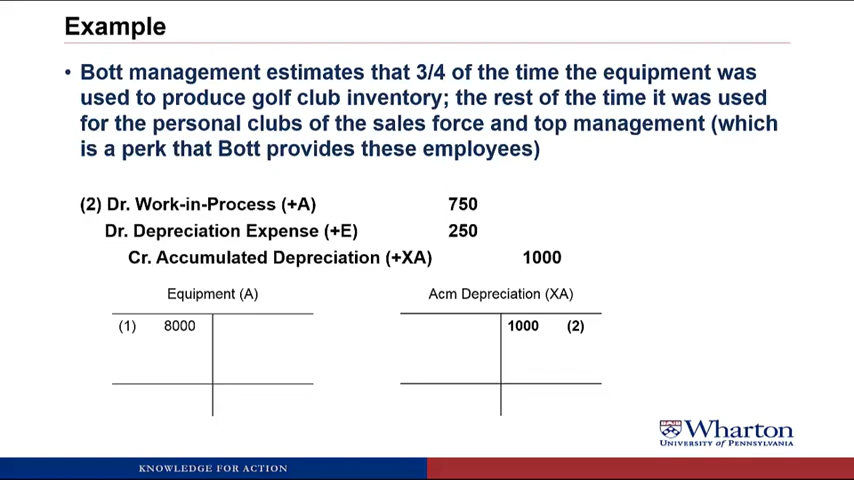 Example
• Bott management estimates that 3/4 of the time the equipment was
used to produce golf club inventory; the rest of the time it was used
for the personal clubs of the sales force and top management (which
is a perk that Bott provides these employees)
(2) Dr. Work-in-Process (+A) 750
Dr. Depreciation Expense (+E) 250
Cr. Accumulated Depreciation (+XA) 1000
Equipment (A) Acm Depreciation (XA)
(1) 8000 1000 (2)
Wharton
UNIVERSITY of PENNSYLVANIA
KNOWLEDGE FOR ACTION